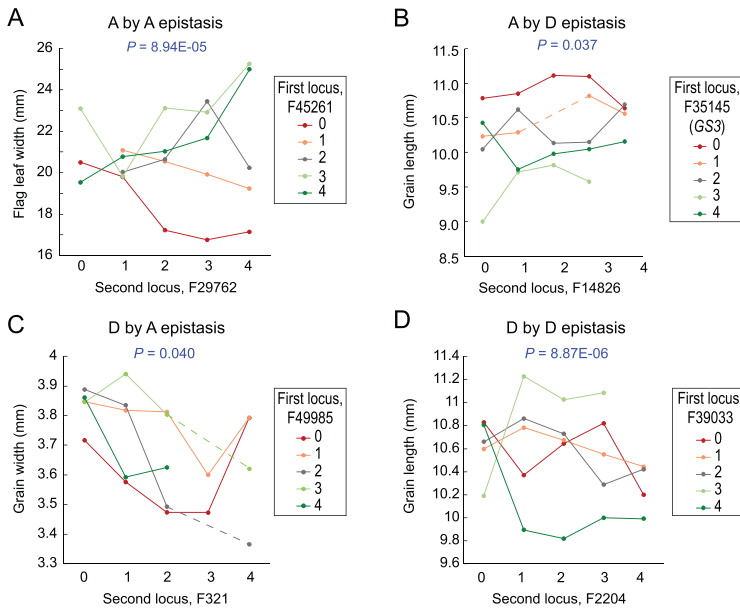 A
A by A epistasis
P = 8.94E-05
Flag leaf width (mm)
26
24
22
20
18
16
0 1 2 3 4
Second locus, F29762
First locus,
F45261
0
1
2
3
4
B
A by D epistasis
P = 0.037
Grain length (mm)
11.5
11.0
10.5
10.0
9.5
9.0
8.5
0 1 2 3 4
Second locus, F14826
First locus,
F35145
(GS3)
0
1
2
3
4
C
D by A epistasis
P = 0.040
Grain width (mm)
4
3.9
3.8
3.7
3.6
3.5
3.4
3.3
0 1 2 3 4
Second locus, F321
First locus,
F49985
0
1
2
3
4
D
D by D epistasis
P = 8.87E-06
Grain length (mm)
11.4
11.2
11.0
10.8
10.6
10.4
10.2
10
9.8
9.6
0 1 2 3 4
Second locus, F2204
First locus
F39033
0
1
2
3
4